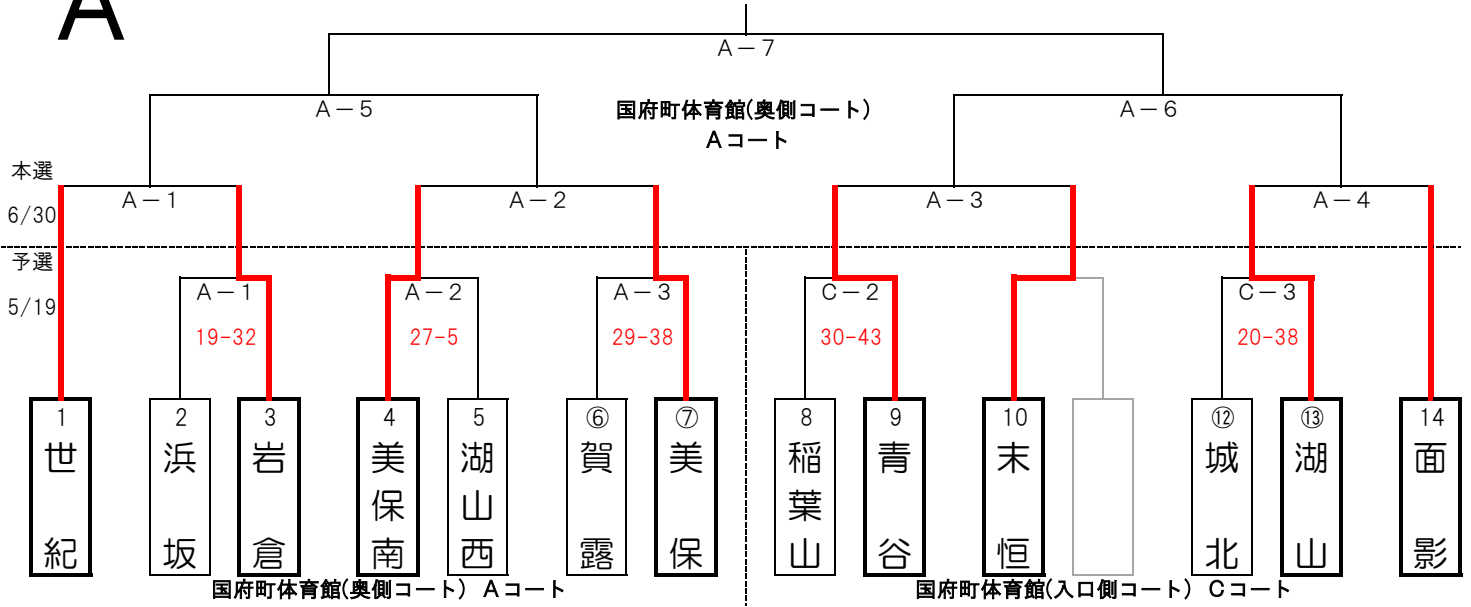 A
A－7
A－5
国府町体育館(奥側コート)
A－6
Aコート
本選
6/30
A－1
A－2
A－3
A－4
予選
5/19
A－1
A－2
A－3
C－2
C－3
19-32
27-5
29-38
30-43
20-38
1
世紀
2
浜坂
3
岩倉
4
美保南
5
湖山西
⑥
賀露
⑦
美保
8
稲葉山
9
青谷
10
末恒
⑫
城北
⑬
湖山
14
面影
国府町体育館(奥側コート) Aコート
国府町体育館(入口側コート) Cコート